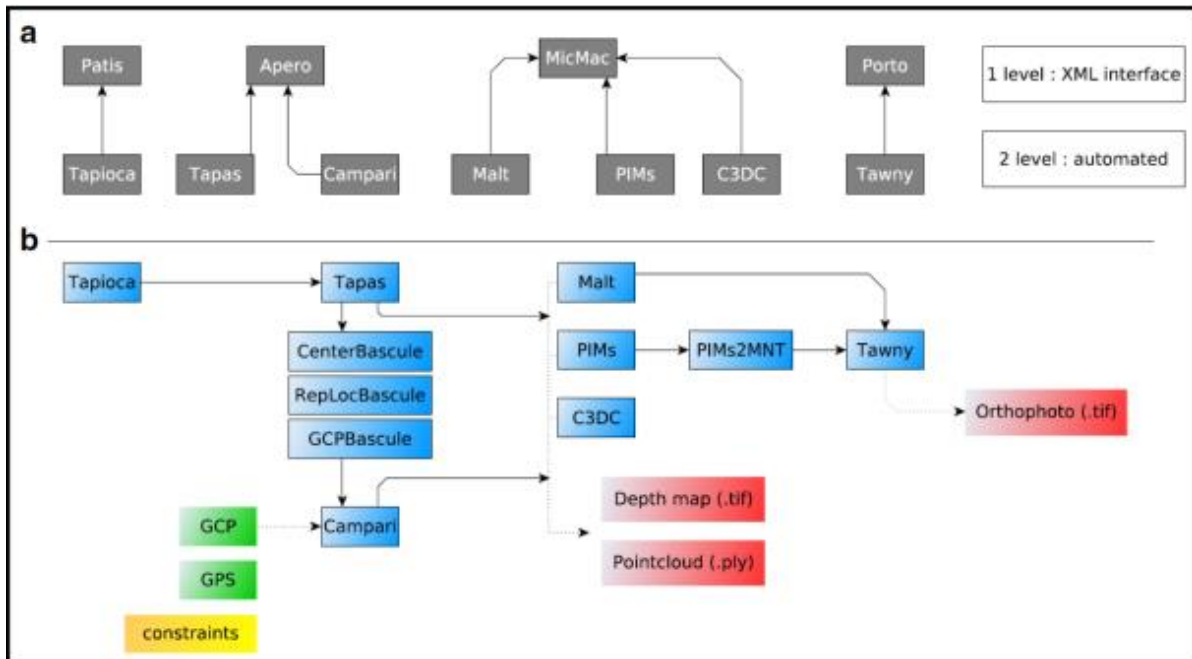 a
Patis
Apero
MicMac
Porto
1 level : XML interface
Tapioca
Tapas
Campari
Malt
PIMs
C3DC
Tawny
2 level : automated
b
Tapioca
Tapas
Malt
CenterBascule
PIMs
PIMs2MNT
Tawny
RepLocBascule
C3DC
Orthophoto (.tif)
GCPBascule
Depth map (.tif)
GCP
Campari
Pointcloud (.ply)
GPS
constraints